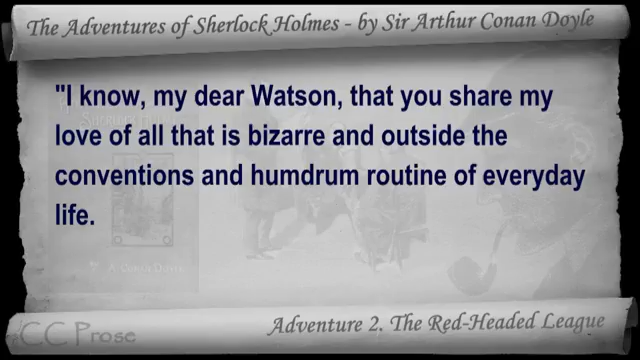 The Adventures of Sherlock Holmes - by Sir Arthur Conan Doyle
"I know, my dear Watson, that you share my
love of all that is bizarre and outside the
conventions and humdrum routine of everyday
life.
CC Prose
Adventure 2. The Red-Headed League